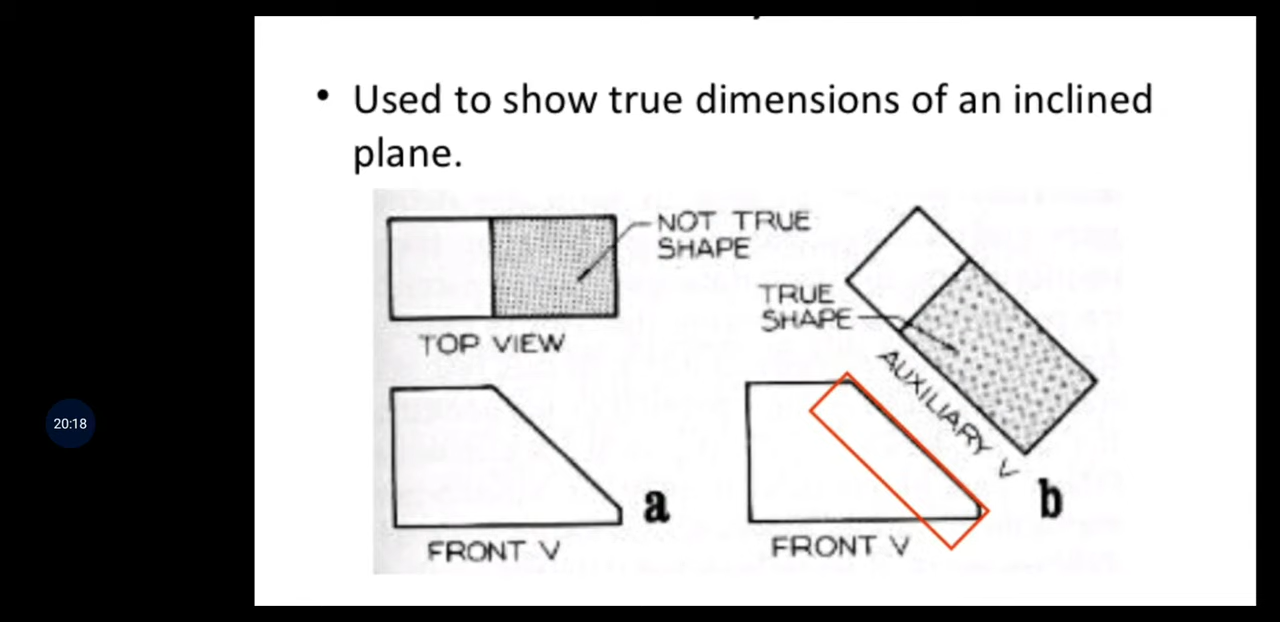 • Used to show true dimensions of an inclined
plane.
NOT TRUE
SHAPE
TOP VIEW
FRONT V
a
TRUE
SHAPE
AUXILIARY V
FRONT V
b
20:18